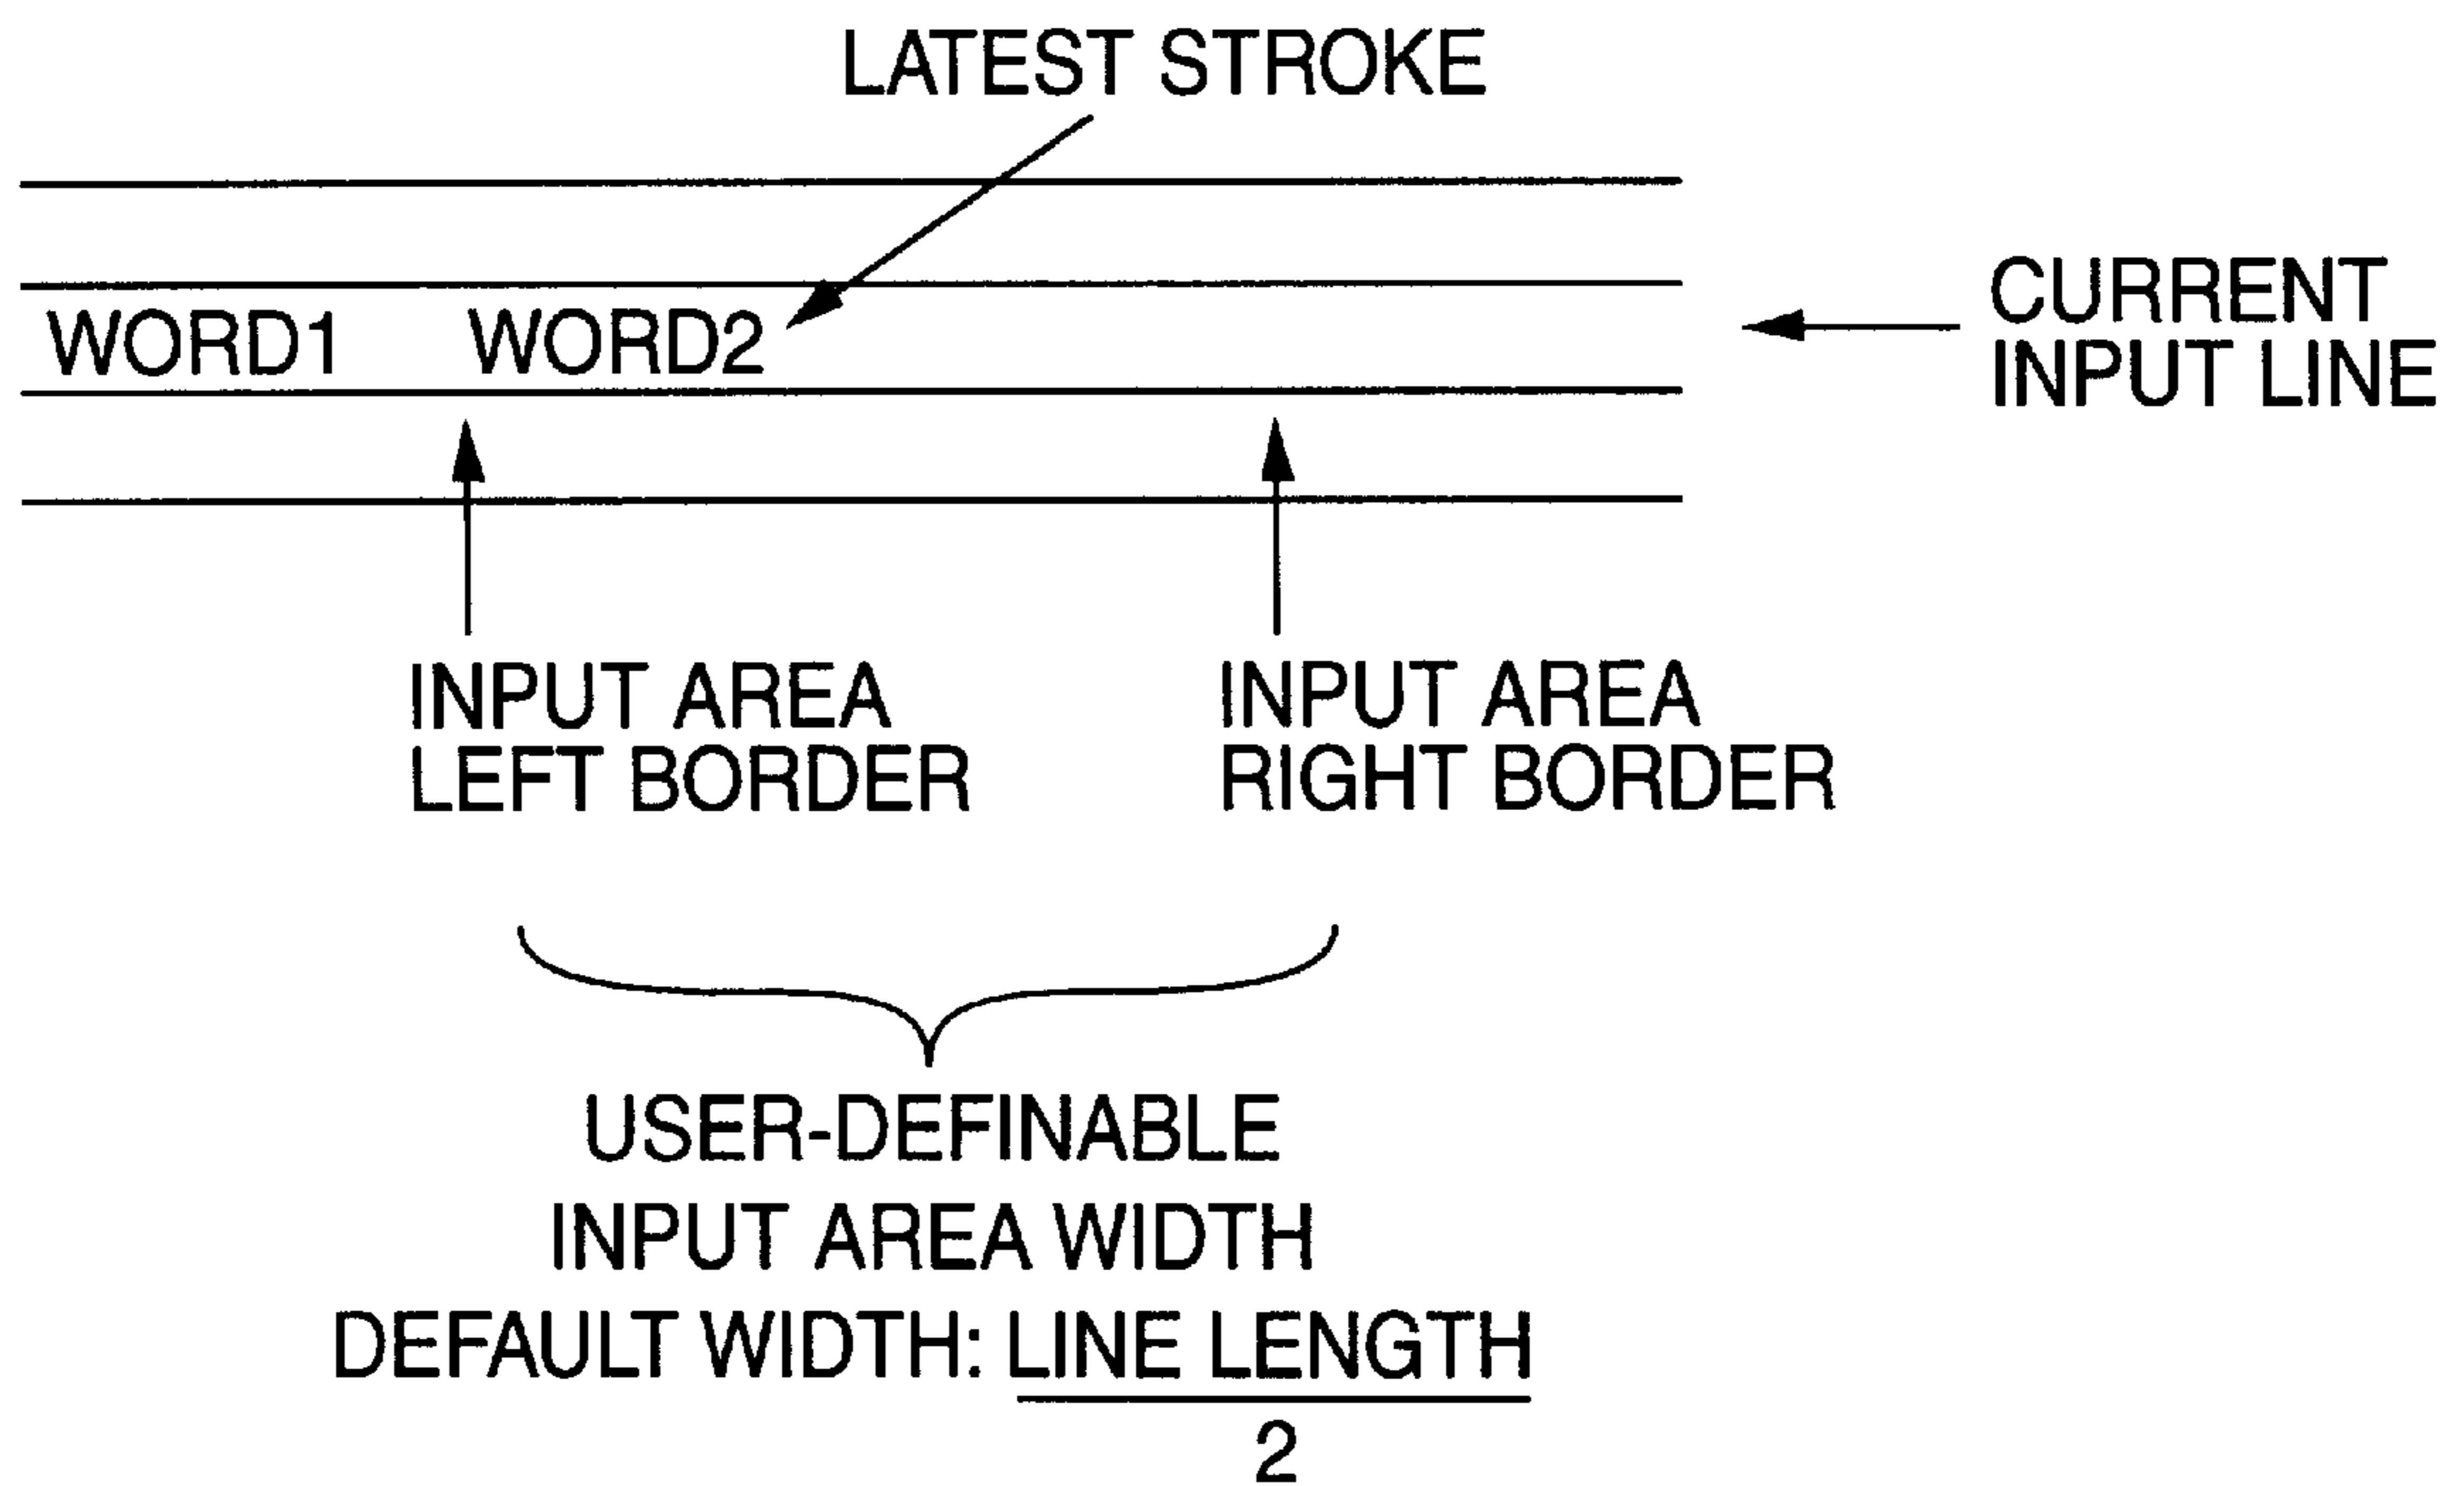 LATEST STROKE
WORD1 WORD2
CURRENT
INPUT LINE
INPUT AREA
LEFT BORDER
INPUT AREA
RIGHT BORDER
USER-DEFINABLE
INPUT AREA WIDTH
DEFAULT WIDTH: LINE LENGTH
2